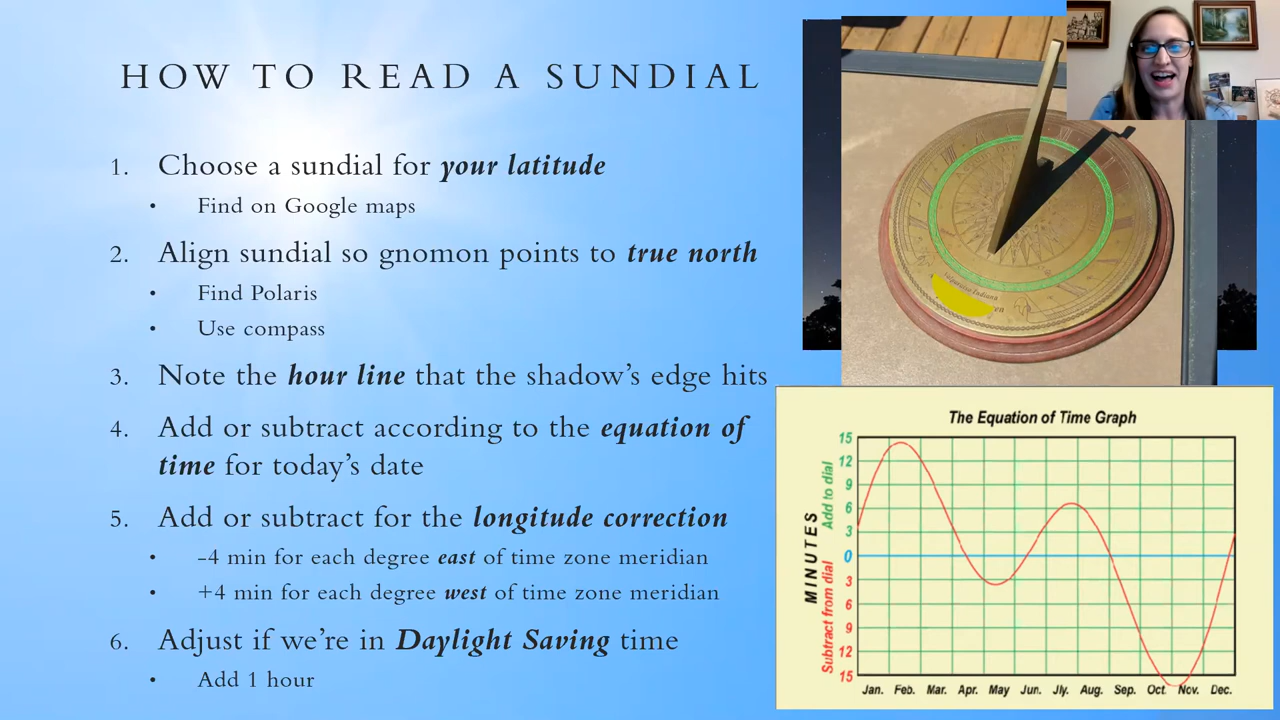 HOW TO READ A SUNDIAL
1. Choose a sundial for your latitude
• Find on Google maps
2. Align sundial so gnomon points to true north
• Find Polaris
• Use compass
3. Note the hour line that the shadow's edge hits
4. Add or subtract according to the equation of
time for today's date
5. Add or subtract for the longitude correction
• -4 min for each degree east of time zone meridian
• +4 min for each degree west of time zone meridian
6. Adjust if we're in Daylight Saving time
• Add 1 hour
The Equation of Time Graph
MINUTES
Add to dial
Subtract from dial
15
12
9
6
3
0
3
6
9
12
15
Jan. Feb. Mar. Apr. May Jun. Jly. Aug. Sep. Oct. Nov. Dec.